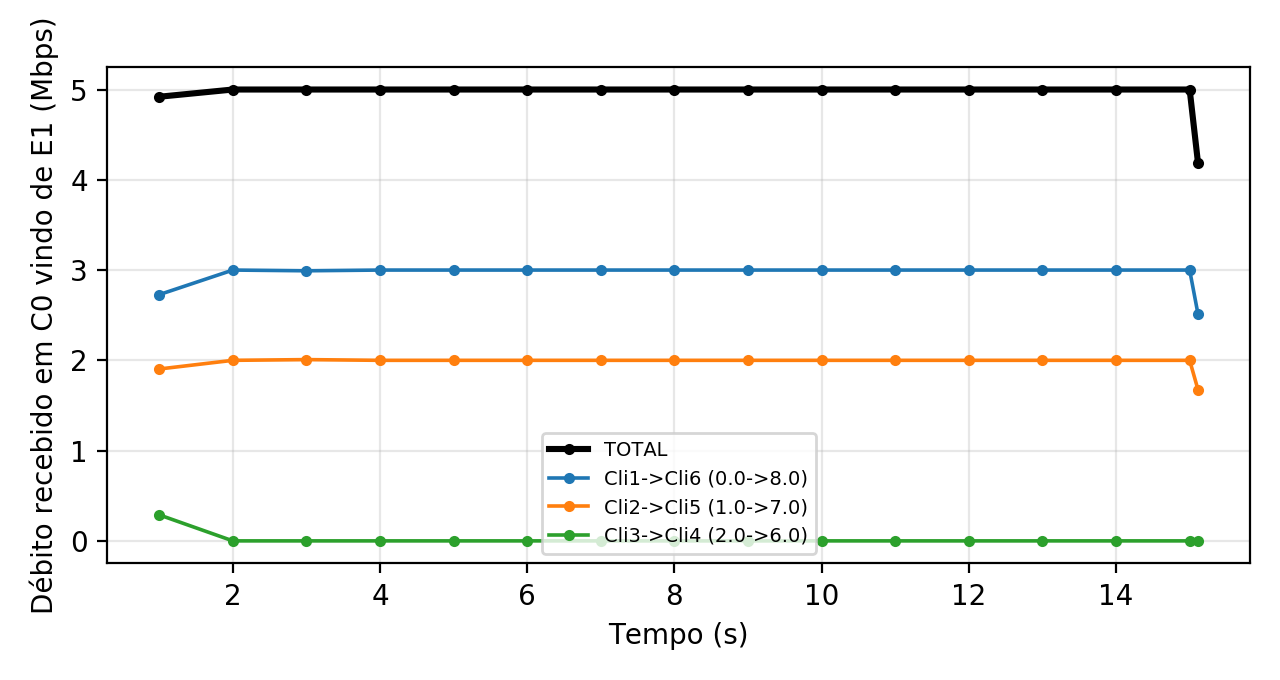 Débito recebido em C0 vindo de E1 (Mbps)
5
4
3
2
1
0
TOTAL
Cli1->Cli6 (0.0->8.0)
Cli2->Cli5 (1.0->7.0)
Cli3->Cli4 (2.0->6.0)
2 4 6 8 10 12 14
Tempo (s)